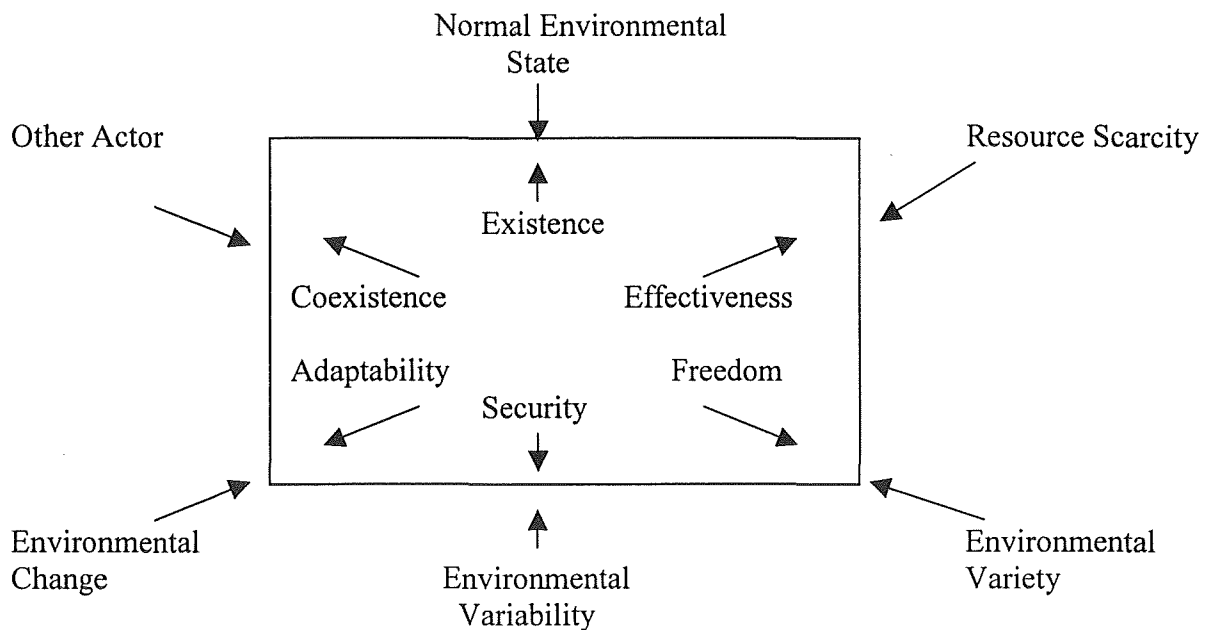 Normal Environmental
State
Other Actor
Resource Scarcity
Existence
Coexistence
Effectiveness
Adaptability
Freedom
Security
Environmental
Change
Environmental
Variability
Environmental
Variety